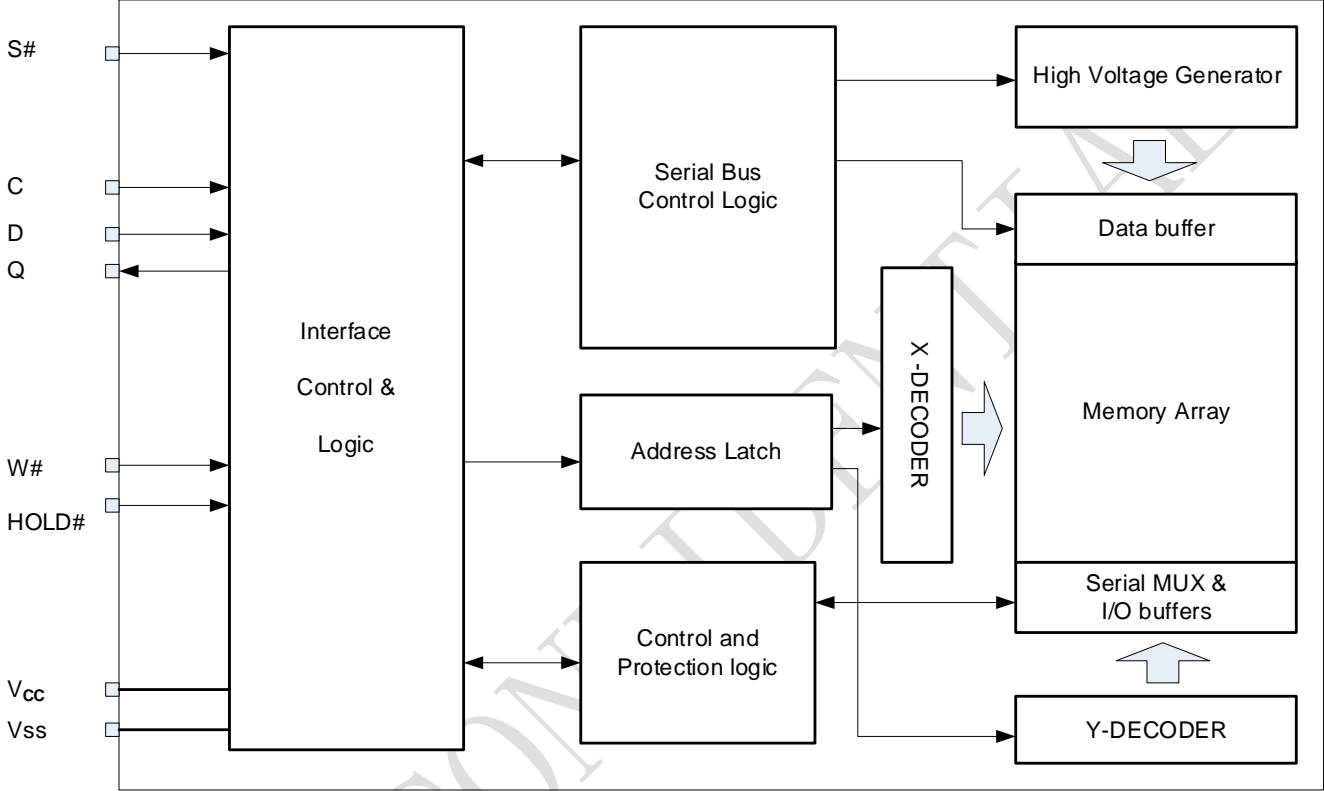 S#
C
D
Q
W#
HOLD#
Vcc
Vss
Interface
Control &
Logic
Serial Bus
Control Logic
Address Latch
Control and
Protection logic
X -DECODER
High Voltage Generator
Data buffer
Memory Array
Serial MUX &
I/O buffers
Y-DECODER